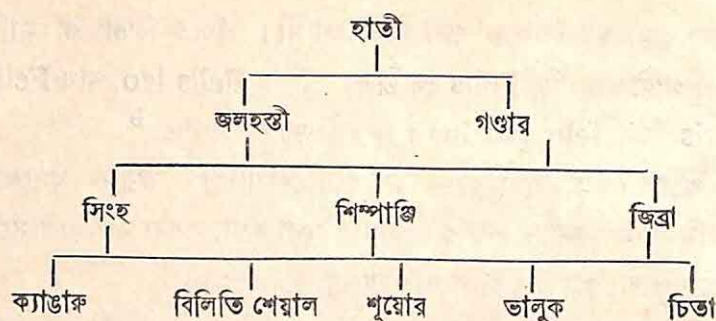 হাতী
জলহস্তী গণ্ডার
সিংহ শিম্পাঞ্জি জিব্রা
ক্যাঙারু বিলিতি শেয়াল শূয়োর ভালুক চিতা